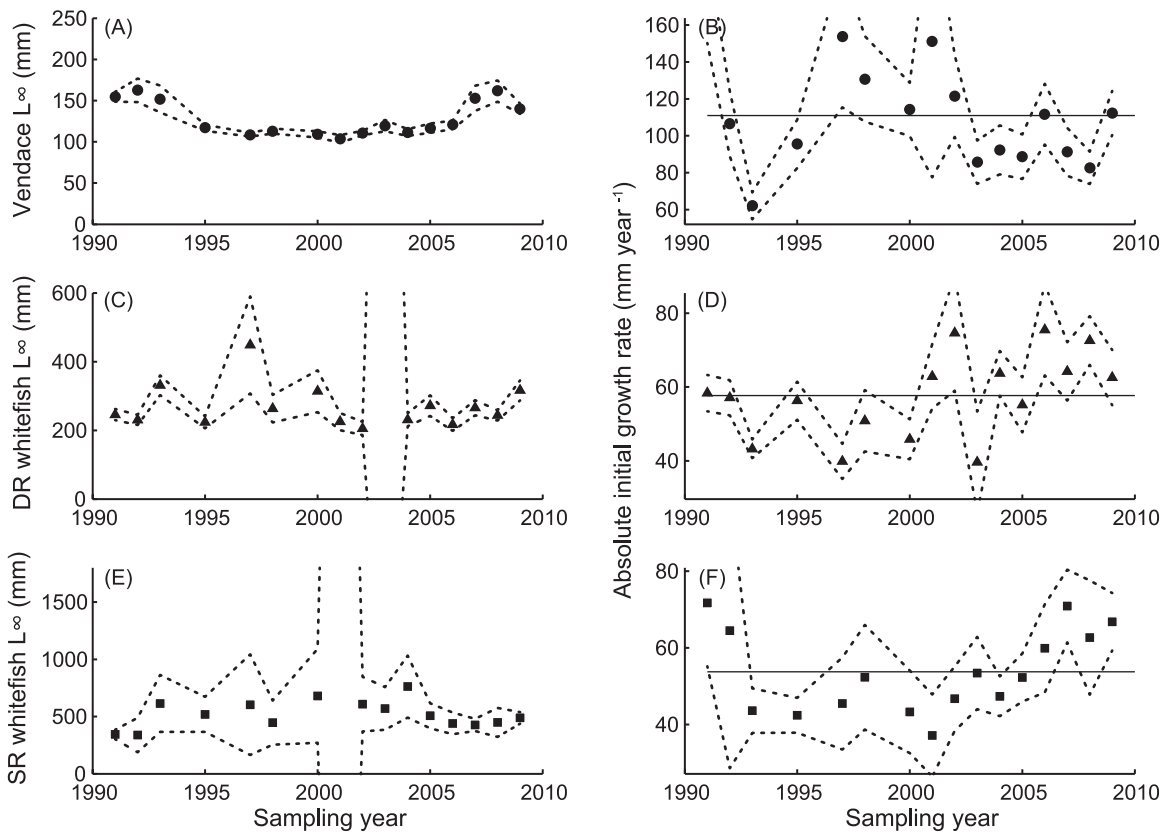 (A)
Vendace L∞ (mm)
250
200
150
100
50
0
1990 1995 2000 2005 2010
(B)
160
140
120
100
80
60
1990 1995 2000 2005 2010
(C)
DR whitefish L∞ (mm)
600
400
200
0
1990 1995 2000 2005 2010
(D)
Absolute initial growth rate (mm year⁻¹)
80
60
40
1990 1995 2000 2005 2010
(E)
SR whitefish L∞ (mm)
1500
1000
500
0
1990 1995 2000 2005 2010
Sampling year
(F)
80
60
40
1990 1995 2000 2005 2010
Sampling year